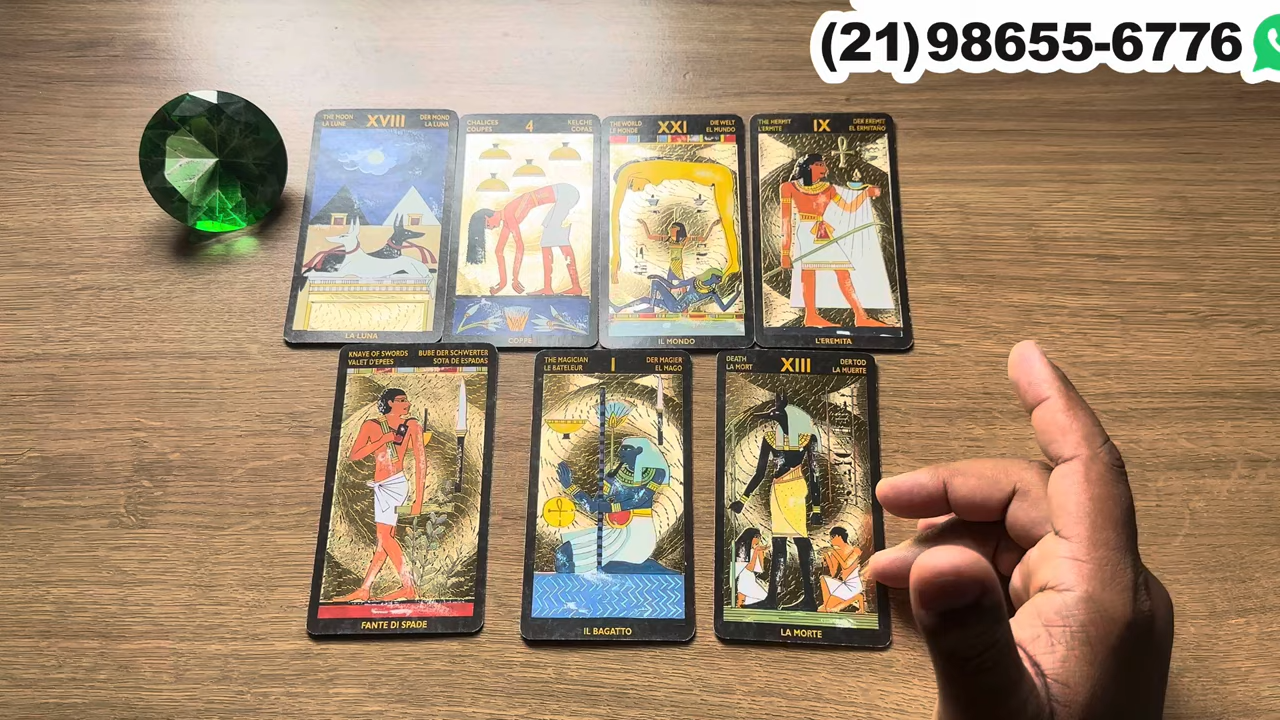 (21)98655-6776
THE MOON
LA LUNE
XVIII
DER MOND
LA LUNA
LA LUNA
CHALICES
COUPES
4
KELCHE
COPAS
COPPE
THE WORLD
LE MONDE
XXI
DIE WELT
EL MUNDO
IL MONDO
THE HERMIT
L'ERMITE
IX
DER EREMIT
EL ERMITAÑO
L'EREMITA
KNAVE OF SWORDS
VALET D'EPEES
BUBE DER SCHWERTER
SOTA DE ESPADAS
FANTE DI SPADE
THE MAGICIAN
LE BATELEUR
I
DER MAGIER
EL MAGO
IL BAGATTO
DEATH
LA MORT
XIII
DER TOD
LA MUERTE
LA MORTE